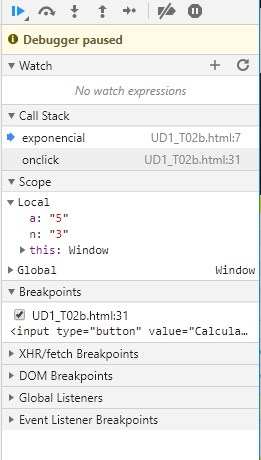 Debugger paused
Watch
No watch expressions
Call Stack
exponencial UD1_T02b.html:7
onclick UD1_T02b.html:31
Scope
Local
a: "5"
n: "3"
this: Window
Global Window
Breakpoints
UD1_T02b.html:31
<input type="button" value="Calcula…
XHR/fetch Breakpoints
DOM Breakpoints
Global Listeners
Event Listener Breakpoints